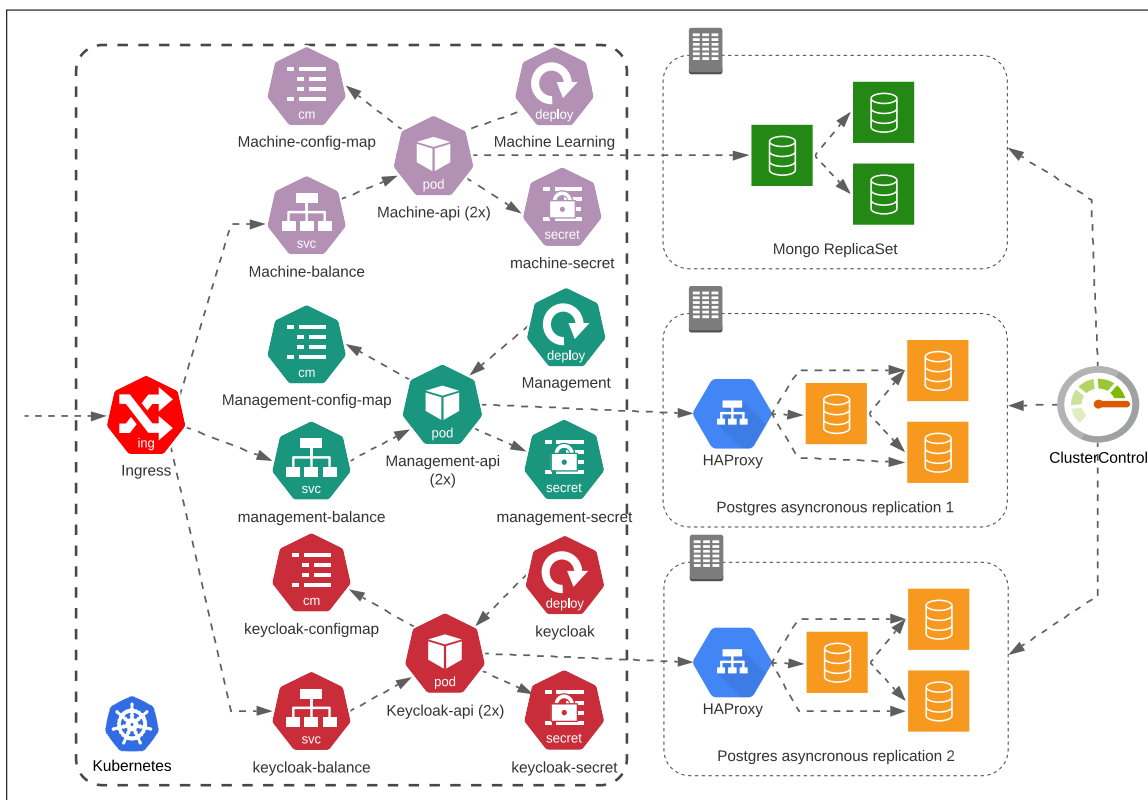 cm
Machine-config-map
deploy
Machine Learning
pod
Machine-api (2x)
svc
Machine-balance
secret
machine-secret
Mongo ReplicaSet
cm
Management-config-map
deploy
Management
pod
Management-api
(2x)
ing
Ingress
svc
management-balance
secret
management-secret
HAProxy
Postgres asyncronous replication 1
ClusterControl
cm
keycloak-configmap
deploy
keycloak
pod
Keycloak-api (2x)
svc
keycloak-balance
secret
keycloak-secret
HAProxy
Postgres asyncronous replication 2
Kubernetes